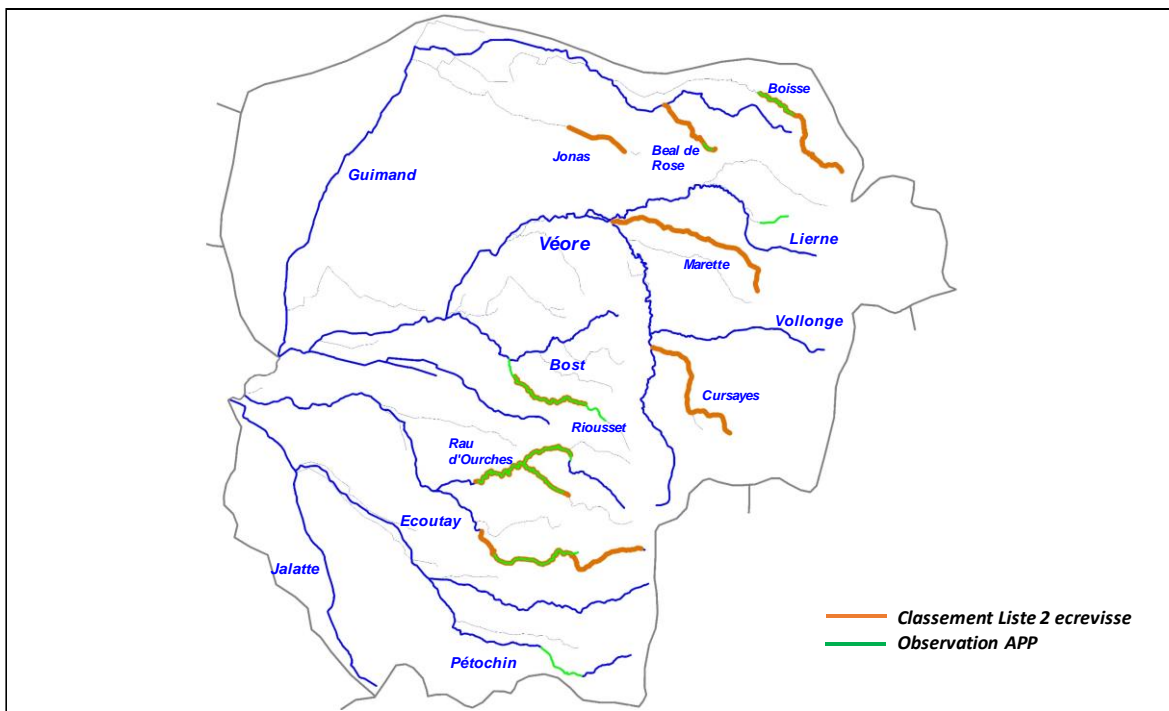 Boisse
Jonas
Beal de
Rose
Guimand
Véore
Lierne
Marette
Vollonge
Bost
Cursayes
Riousset
Rau
d'Ourches
Ecoutay
Jalatte
Pétochin
Classement Liste 2 ecrevisse
Observation APP